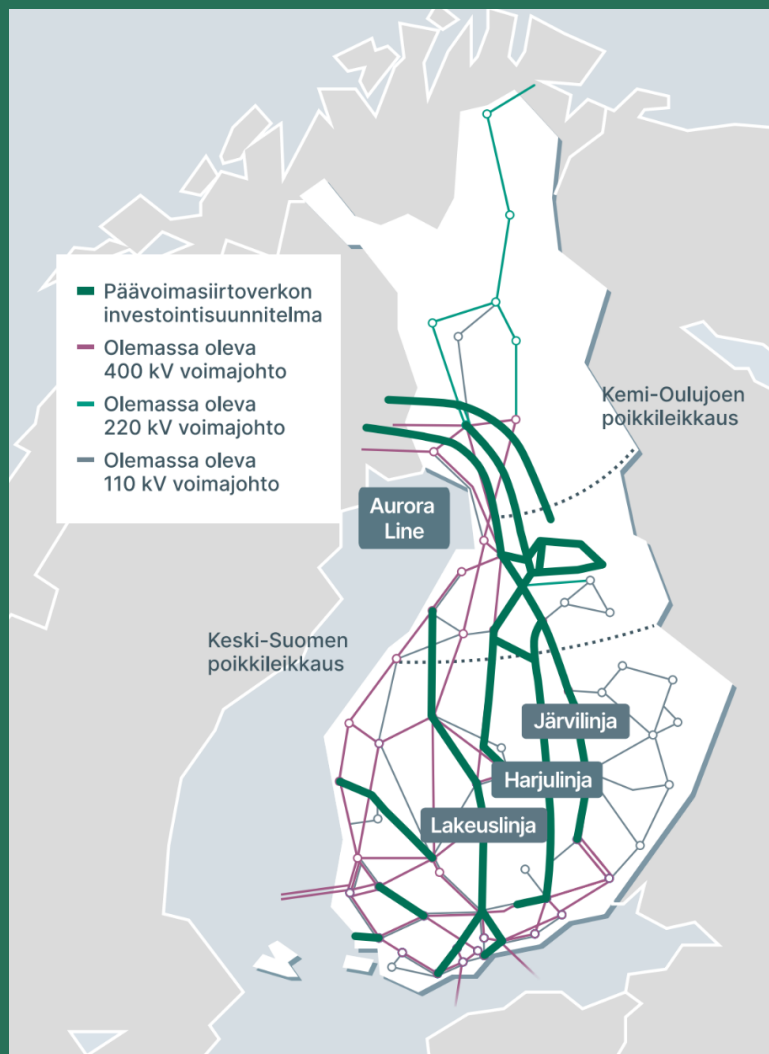 Päävoimasiirtoverkon
investointisuunnitelma
Olemassa oleva
400 kV voimajohto
Olemassa oleva
220 kV voimajohto
Olemassa oleva
110 kV voimajohto
Kemi-Oulujoen
poikkileikkaus
Aurora
Line
Keski-Suomen
poikkileikkaus
Järvilinja
Harjulinja
Lakeuslinja